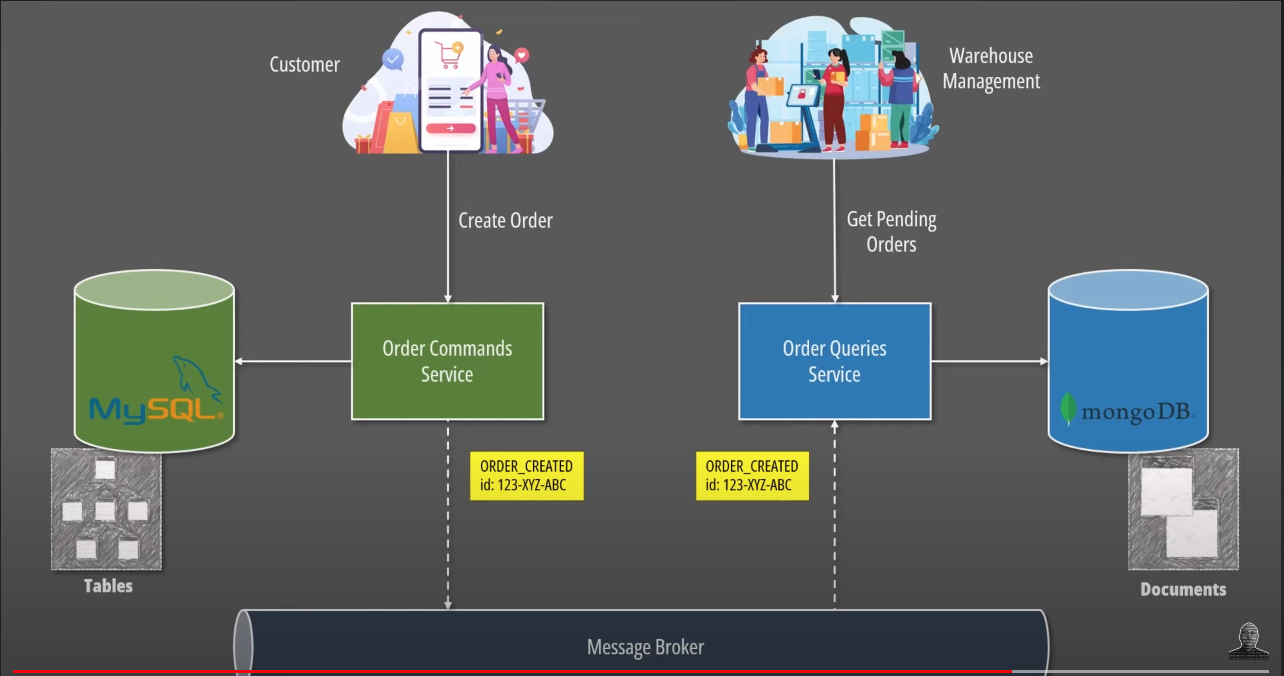 Customer
Warehouse
Management
Create Order
Get Pending
Orders
Order Commands
Service
Order Queries
Service
MySQL®
mongoDB®
ORDER_CREATED
id: 123-XYZ-ABC
ORDER_CREATED
id: 123-XYZ-ABC
Tables
Documents
Message Broker